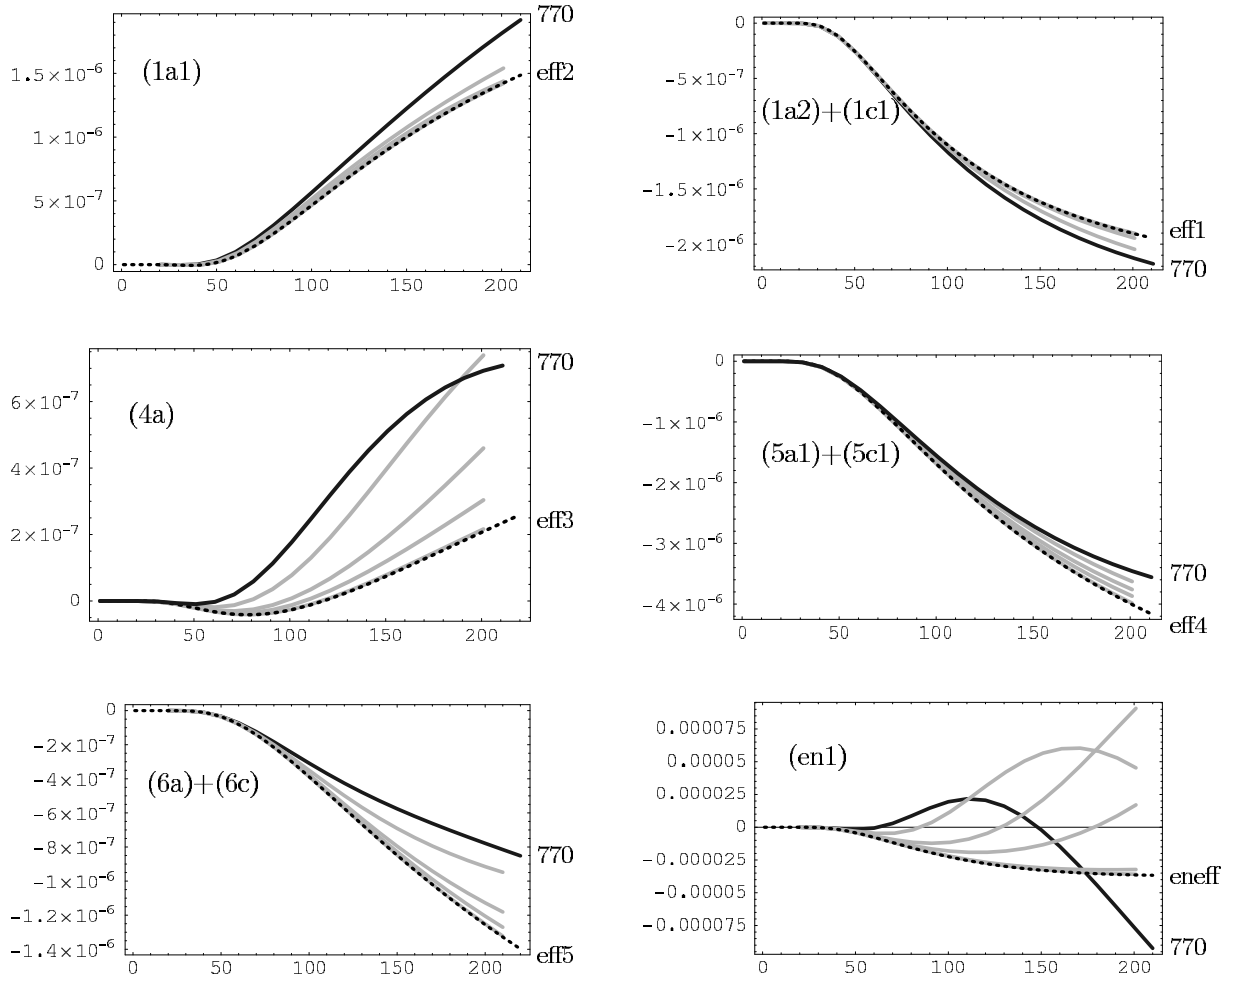 770
1.5×10⁻⁶
(1a1)
eff2
1×10⁻⁶
5×10⁻⁷
0
0 50 100 150 200
0
-5×10⁻⁷
(1a2)+(1c1)
-1×10⁻⁶
-1.5×10⁻⁶
eff1
-2×10⁻⁶
770
0 50 100 150 200
770
6×10⁻⁷
(4a)
4×10⁻⁷
eff3
2×10⁻⁷
0
0 50 100 150 200
0
-1×10⁻⁶
(5a1)+(5c1)
-2×10⁻⁶
-3×10⁻⁶
770
-4×10⁻⁶
eff4
0 50 100 150 200
0
-2×10⁻⁷
-4×10⁻⁷
(6a)+(6c)
-6×10⁻⁷
-8×10⁻⁷
770
-1×10⁻⁶
-1.2×10⁻⁶
-1.4×10⁻⁶
eff5
0 50 100 150 200
0.000075
(en1)
0.00005
0.000025
0
-0.000025
eneff
-0.00005
-0.000075
770
0 50 100 150 200